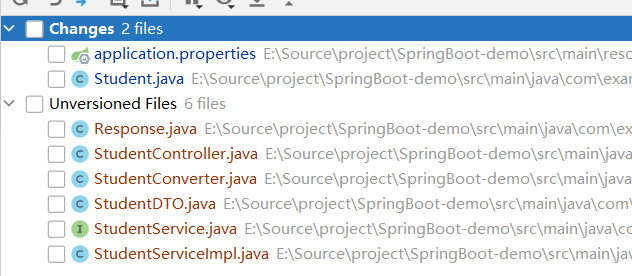 Changes 2 files
application.properties E:\Source\project\SpringBoot-demo\src\main\reso
Student.java E:\Source\project\SpringBoot-demo\src\main\java\com\exam
Unversioned Files 6 files
C Response.java E:\Source\project\SpringBoot-demo\src\main\java\com\ex
C StudentController.java E:\Source\project\SpringBoot-demo\src\main\java
C StudentConverter.java E:\Source\project\SpringBoot-demo\src\main\java\
C StudentDTO.java E:\Source\project\SpringBoot-demo\src\main\java\com\
I StudentService.java E:\Source\project\SpringBoot-demo\src\main\java\co
C StudentServiceImpl.java E:\Source\project\SpringBoot-demo\src\main\java